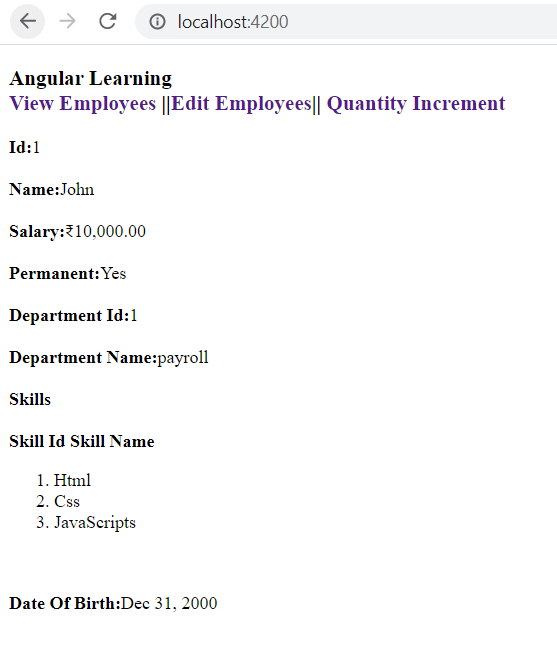 localhost:4200
Angular Learning
View Employees ||Edit Employees|| Quantity Increment
Id:1
Name:John
Salary:₹10,000.00
Permanent:Yes
Department Id:1
Department Name:payroll
Skills
Skill Id Skill Name
1. Html
2. Css
3. JavaScripts
Date Of Birth:Dec 31, 2000